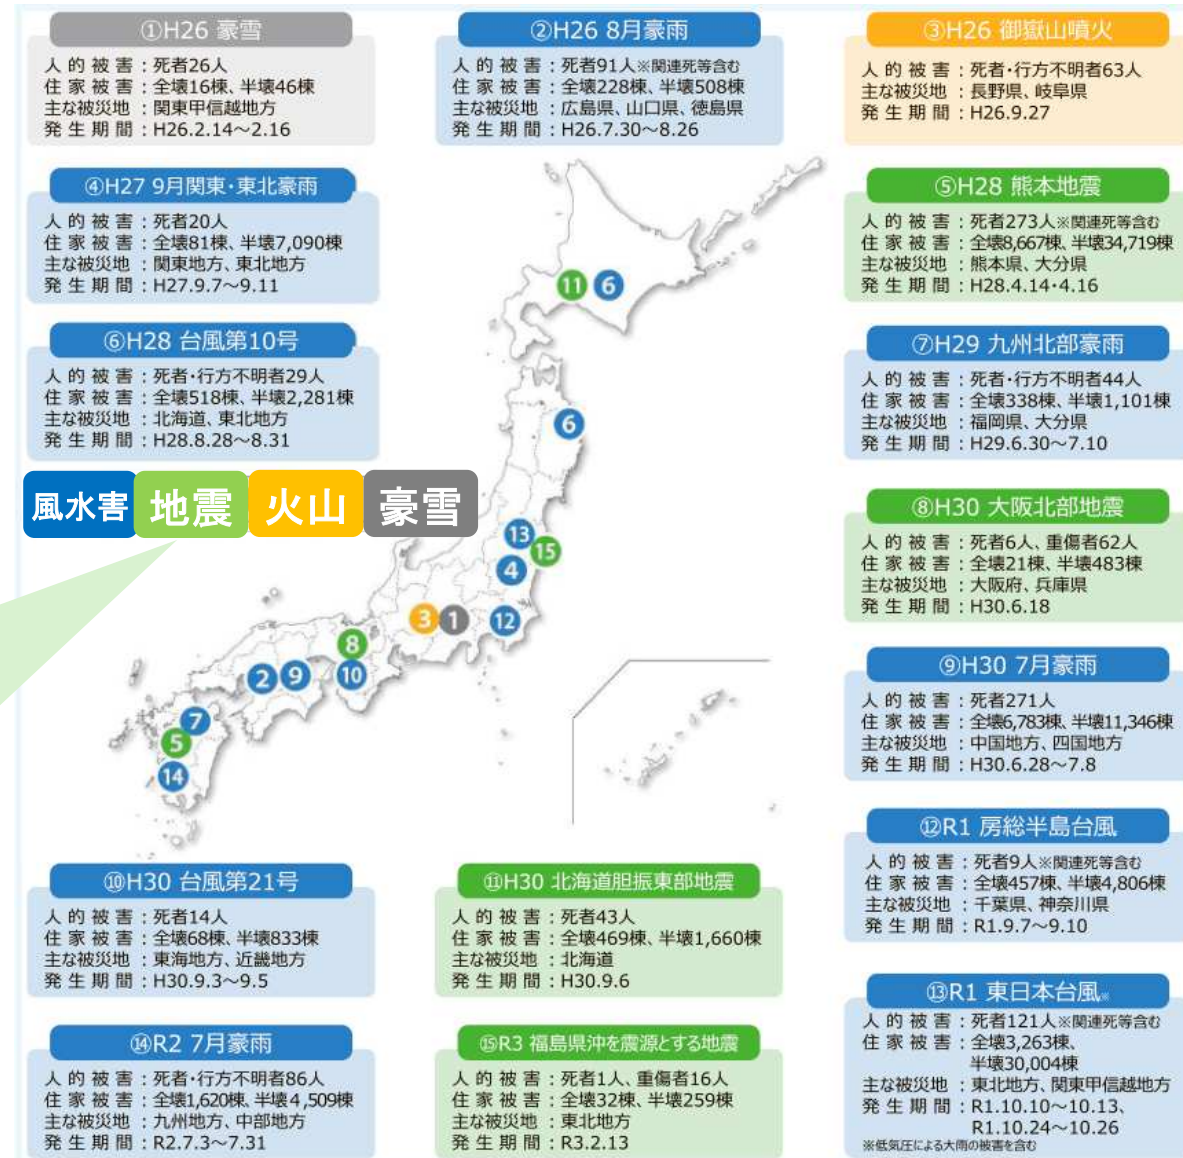 ①H26 豪雪
人的被害：死者26人
住家被害：全壊16棟、半壊46棟
主な被災地：関東甲信越地方
発生期間：H26.2.14～2.16
②H26 8月豪雨
人的被害：死者91人※関連死等含む
住家被害：全壊228棟、半壊508棟
主な被災地：広島県、山口県、徳島県
発生期間：H26.7.30～8.26
③H26 御嶽山噴火
人的被害：死者・行方不明者63人
主な被災地：長野県、岐阜県
発生期間：H26.9.27
④H27 9月関東・東北豪雨
人的被害：死者20人
住家被害：全壊81棟、半壊7,090棟
主な被災地：関東地方、東北地方
発生期間：H27.9.7～9.11
⑤H28 熊本地震
人的被害：死者273人※関連死等含む
住家被害：全壊8,667棟、半壊34,719棟
主な被災地：熊本県、大分県
発生期間：H28.4.14・4.16
⑥H28 台風第10号
人的被害：死者・行方不明者29人
住家被害：全壊518棟、半壊2,281棟
主な被災地：北海道、東北地方
発生期間：H28.8.28～8.31
⑦H29 九州北部豪雨
人的被害：死者・行方不明者44人
住家被害：全壊338棟、半壊1,101棟
主な被災地：福岡県、大分県
発生期間：H29.6.30～7.10
風水害 地震 火山 豪雪
⑧H30 大阪北部地震
人的被害：死者6人、重傷者62人
住家被害：全壊21棟、半壊483棟
主な被災地：大阪府、兵庫県
発生期間：H30.6.18
⑨H30 7月豪雨
人的被害：死者271人
住家被害：全壊6,783棟、半壊11,346棟
主な被災地：中国地方、四国地方
発生期間：H30.6.28～7.8
11 6
6
13
15
4
3 1 12
8
2 9 10
7
5
14
⑩H30 台風第21号
人的被害：死者14人
住家被害：全壊68棟、半壊833棟
主な被災地：東海地方、近畿地方
発生期間：H30.9.3～9.5
⑪H30 北海道胆振東部地震
人的被害：死者43人
住家被害：全壊469棟、半壊1,660棟
主な被災地：北海道
発生期間：H30.9.6
⑫R1 房総半島台風
人的被害：死者9人※関連死等含む
住家被害：全壊457棟、半壊4,806棟
主な被災地：千葉県、神奈川県
発生期間：R1.9.7～9.10
⑬R1 東日本台風※
人的被害：死者121人※関連死等含む
住家被害：全壊3,263棟、
半壊30,004棟
主な被災地：東北地方、関東甲信越地方
発生期間：R1.10.10～10.13、
R1.10.24～10.26
※低気圧による大雨の被害を含む
⑭R2 7月豪雨
人的被害：死者・行方不明者86人
住家被害：全壊1,620棟、半壊4,509棟
主な被災地：九州地方、中部地方
発生期間：R2.7.3～7.31
⑮R3 福島県沖を震源とする地震
人的被害：死者1人、重傷者16人
住家被害：全壊32棟、半壊259棟
主な被災地：東北地方
発生期間：R3.2.13